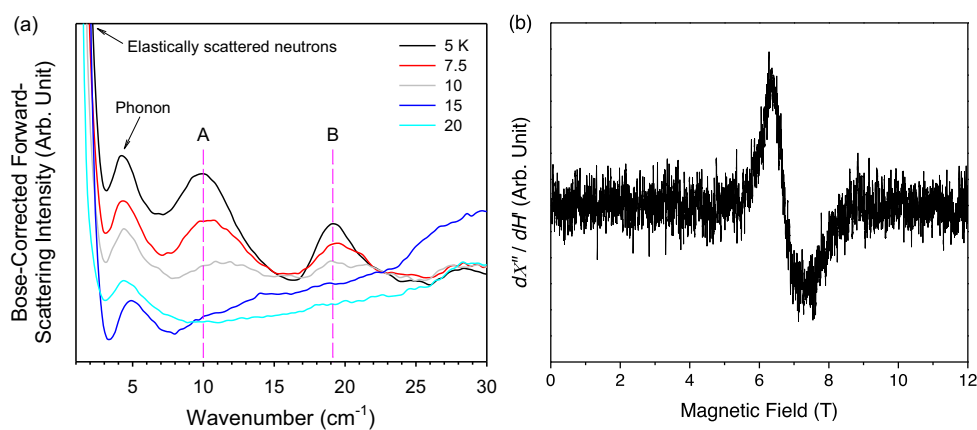 (a)
Elastically scattered neutrons
Phonon
A
B
5 K
7.5
10
15
20
Bose-Corrected Forward-
Scattering Intensity (Arb. Unit)
5
10
15
20
25
30
Wavenumber (cm⁻¹)
(b)
dX'' / dH (Arb. Unit)
0
2
4
6
8
10
12
Magnetic Field (T)